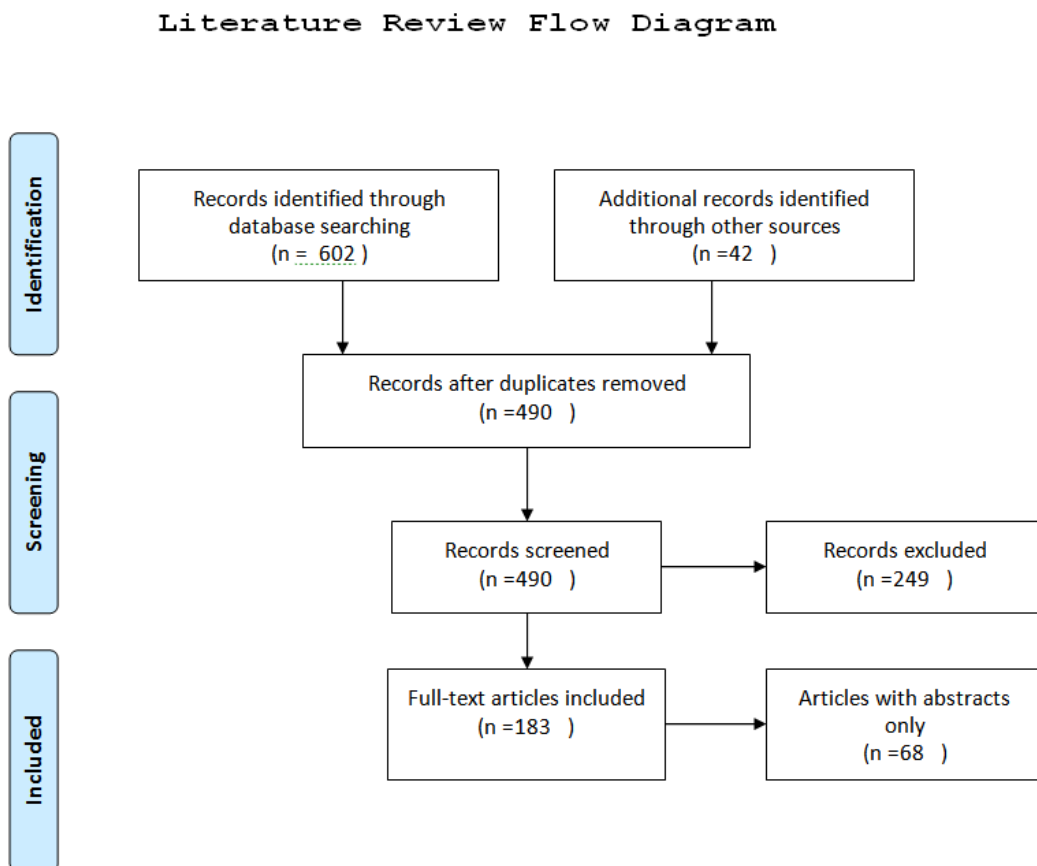 Literature Review Flow Diagram
Identification
Records identified through
database searching
(n = 602 )
Additional records identified
through other sources
(n =42 )
Records after duplicates removed
(n =490 )
Screening
Records screened
(n =490 )
Records excluded
(n =249 )
Included
Full-text articles included
(n =183 )
Articles with abstracts
only
(n =68 )